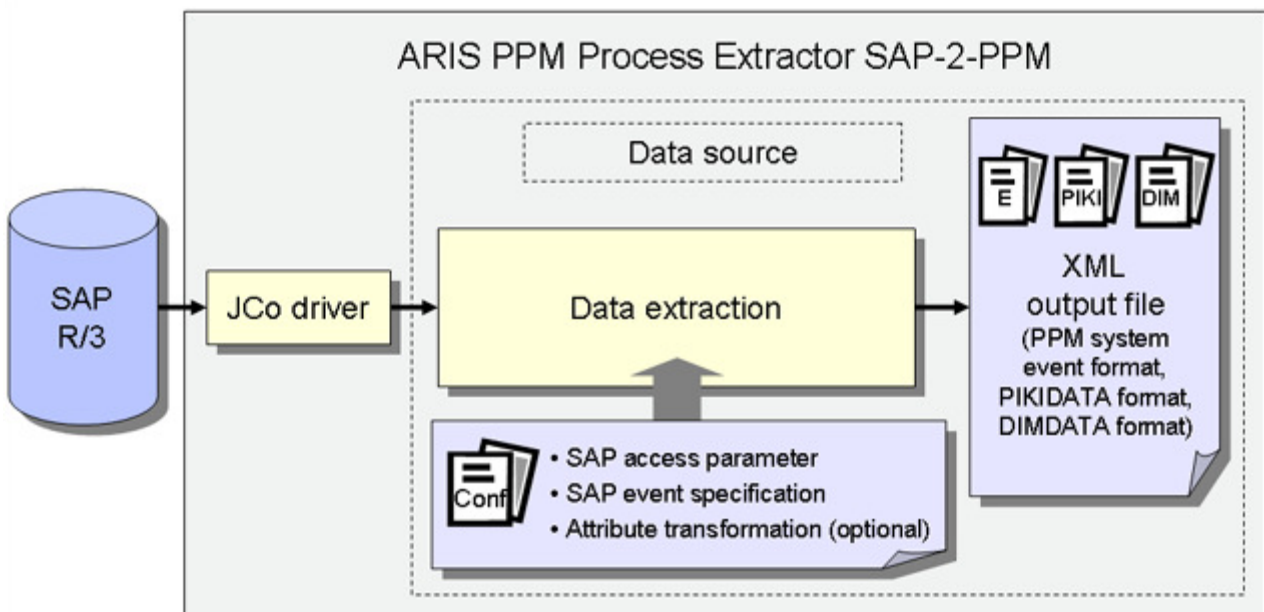 ARIS PPM Process Extractor SAP-2-PPM
Data source
SAP
R/3
JCo driver
Data extraction
E
PIKI
DIM
XML
output file
(PPM system
event format,
PIKIDATA format,
DIMDATA format)
Conf
• SAP access parameter
• SAP event specification
• Attribute transformation (optional)